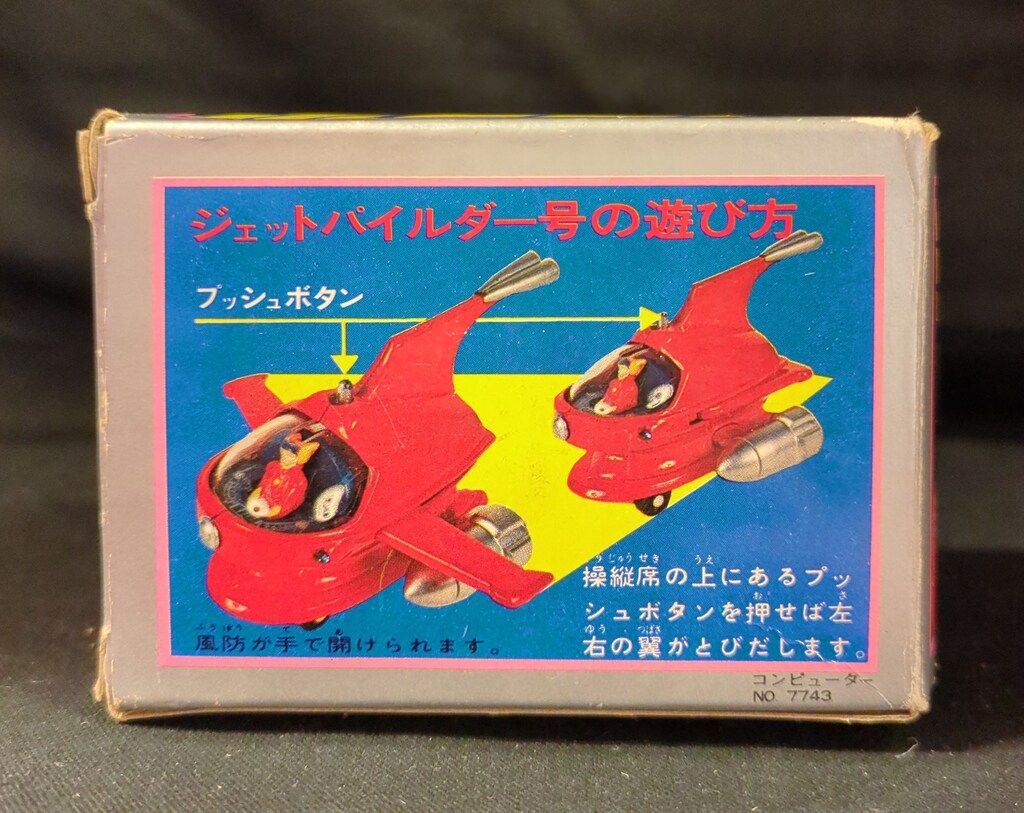 ジェットパイルダー号の遊び方
プッシュボタン
風防が手で開けられます。
操縦席の上にあるプッ
シュボタンを押せば左
右の翼がとびだします。
コンピューター
NO. 7743